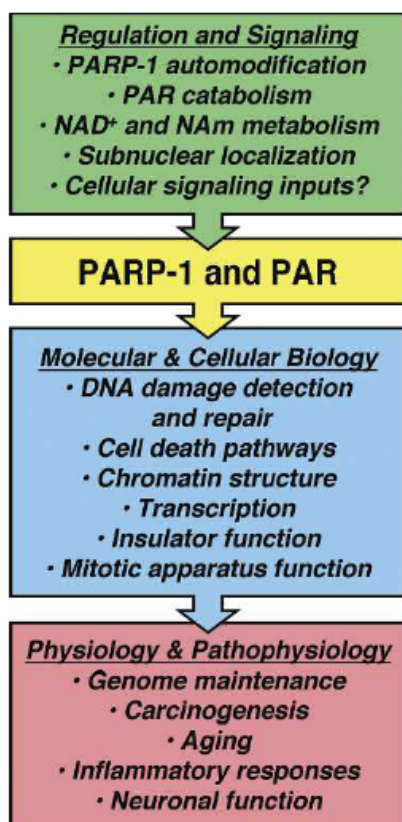 Regulation and Signaling
· PARP-1 automodification
· PAR catabolism
· NAD⁺ and NAm metabolism
· Subnuclear localization
· Cellular signaling inputs?
PARP-1 and PAR
Molecular & Cellular Biology
· DNA damage detection
and repair
· Cell death pathways
· Chromatin structure
· Transcription
· Insulator function
· Mitotic apparatus function
Physiology & Pathophysiology
· Genome maintenance
· Carcinogenesis
· Aging
· Inflammatory responses
· Neuronal function